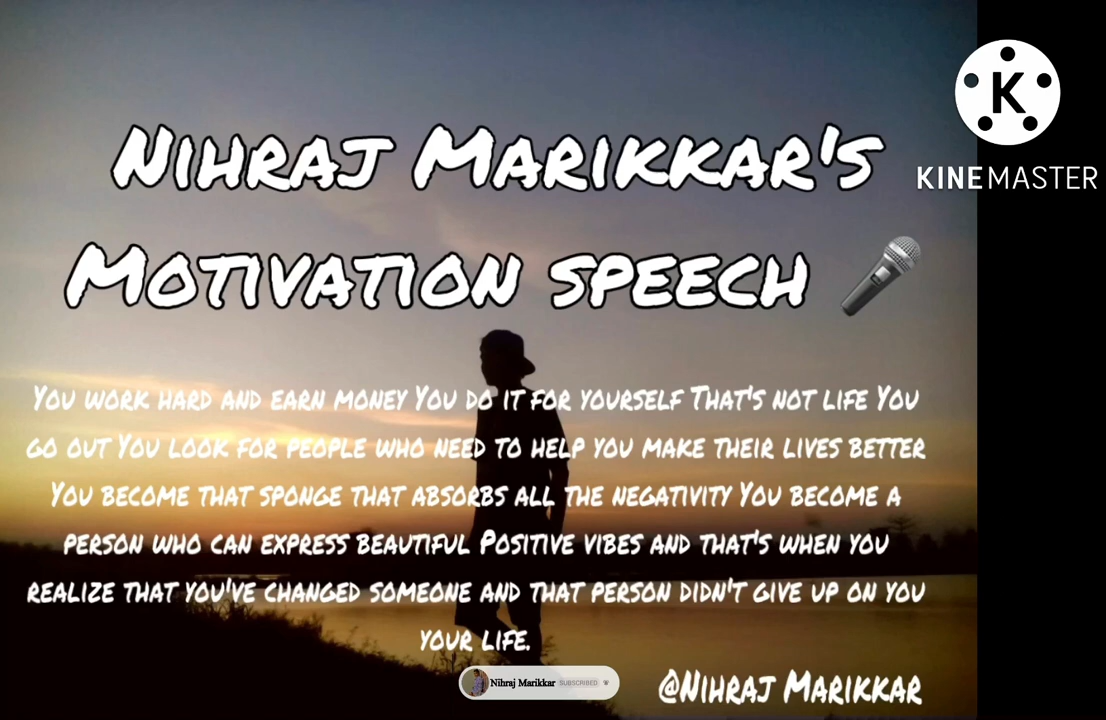 Nihraj Marikkar's
Motivation speech 🎤
K
KINEMASTER
You work hard and earn money You do it for yourself That's not life You
go out You look for people who need to help you make their lives better
You become that sponge that absorbs all the negativity You become a
person who can express beautiful Positive vibes and that's when you
realize that you've changed someone and that person didn't give up on you
your life.
Nihraj Marikkar SUBSCRIBED
@Nihraj Marikkar